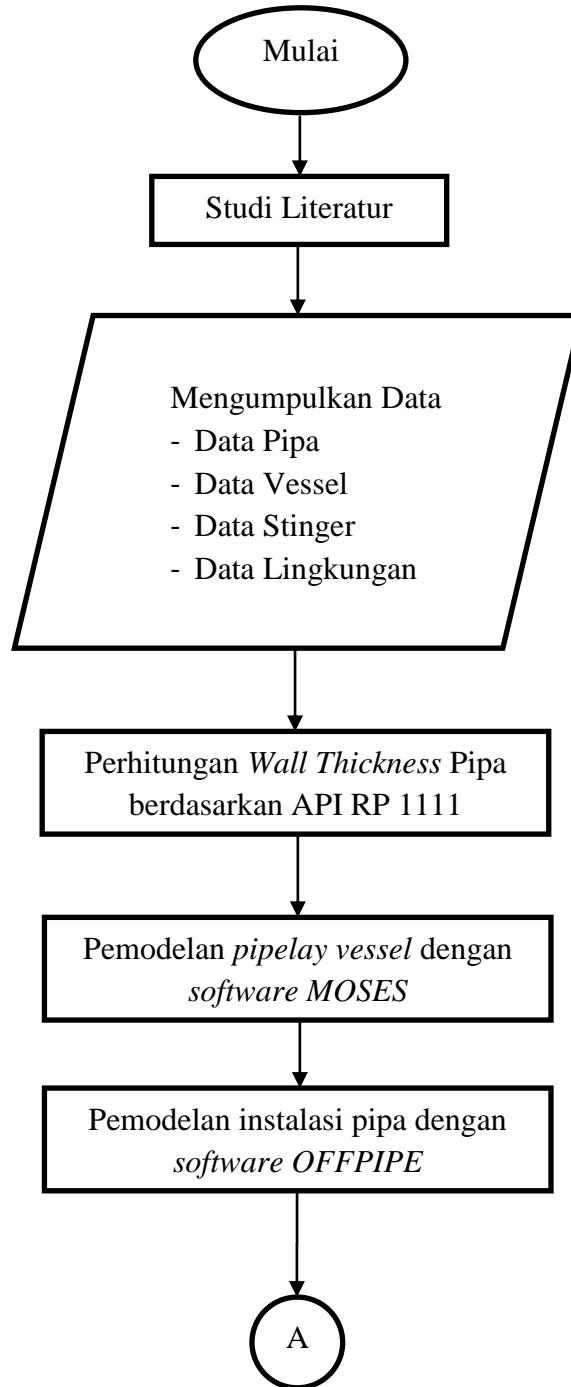 Mulai
Studi Literatur
Mengumpulkan Data
- Data Pipa
- Data Vessel
- Data Stinger
- Data Lingkungan
Perhitungan Wall Thickness Pipa
berdasarkan API RP 1111
Pemodelan pipelay vessel dengan
software MOSES
Pemodelan instalasi pipa dengan
software OFFPIPE
A